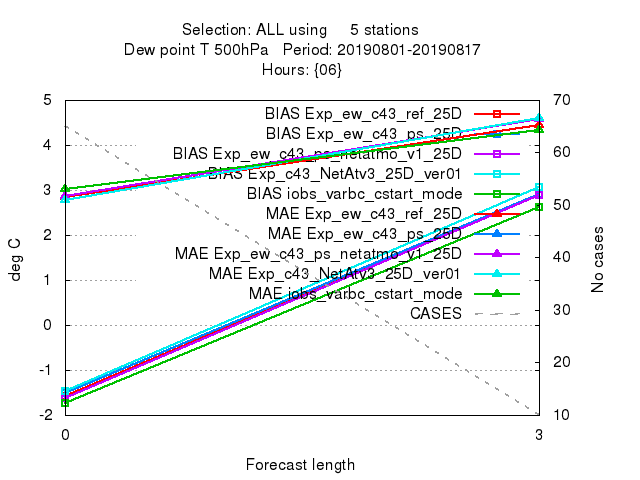 Selection: ALL using 5 stations
Dew point T 500hPa Period: 20190801-20190817
Hours: {06}
BIAS Exp_ew_c43_ref_25D
BIAS Exp_ew_c43_ps_25D
BIAS Exp_ew_c43_ps_netatmo_v1_25D
BIAS Exp_c43_NetAtv3_25D_ver01
BIAS iobs_varbc_cstart_mode
MAE Exp_ew_c43_ref_25D
MAE Exp_ew_c43_ps_25D
MAE Exp_ew_c43_ps_netatmo_v1_25D
MAE Exp_c43_NetAtv3_25D_ver01
MAE iobs_varbc_cstart_mode
CASES
5
4
3
2
1
0
-1
-2
deg C
70
60
50
40
30
20
10
No cases
0
3
Forecast length